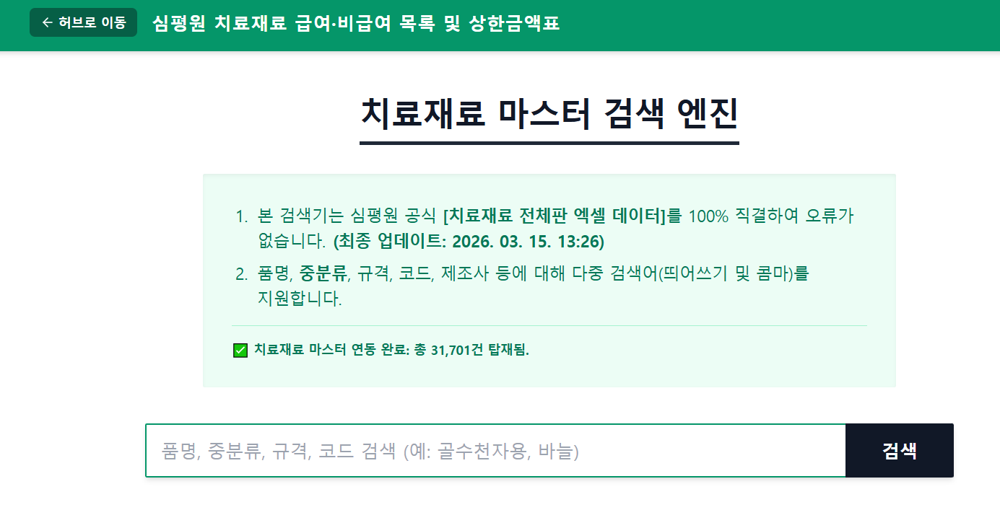 ← 허브로 이동 심평원 치료재료 급여·비급여 목록 및 상한금액표
치료재료 마스터 검색 엔진
1. 본 검색기는 심평원 공식 [치료재료 전체판 엑셀 데이터]를 100% 직결하여 오류가
없습니다. (최종 업데이트: 2026. 03. 15. 13:26)
2. 품명, 중분류, 규격, 코드, 제조사 등에 대해 다중 검색어(띄어쓰기 및 콤마)를
지원합니다.
✅ 치료재료 마스터 연동 완료: 총 31,701건 탑재됨.
품명, 중분류, 규격, 코드 검색 (예: 골수천자용, 바늘) 검색